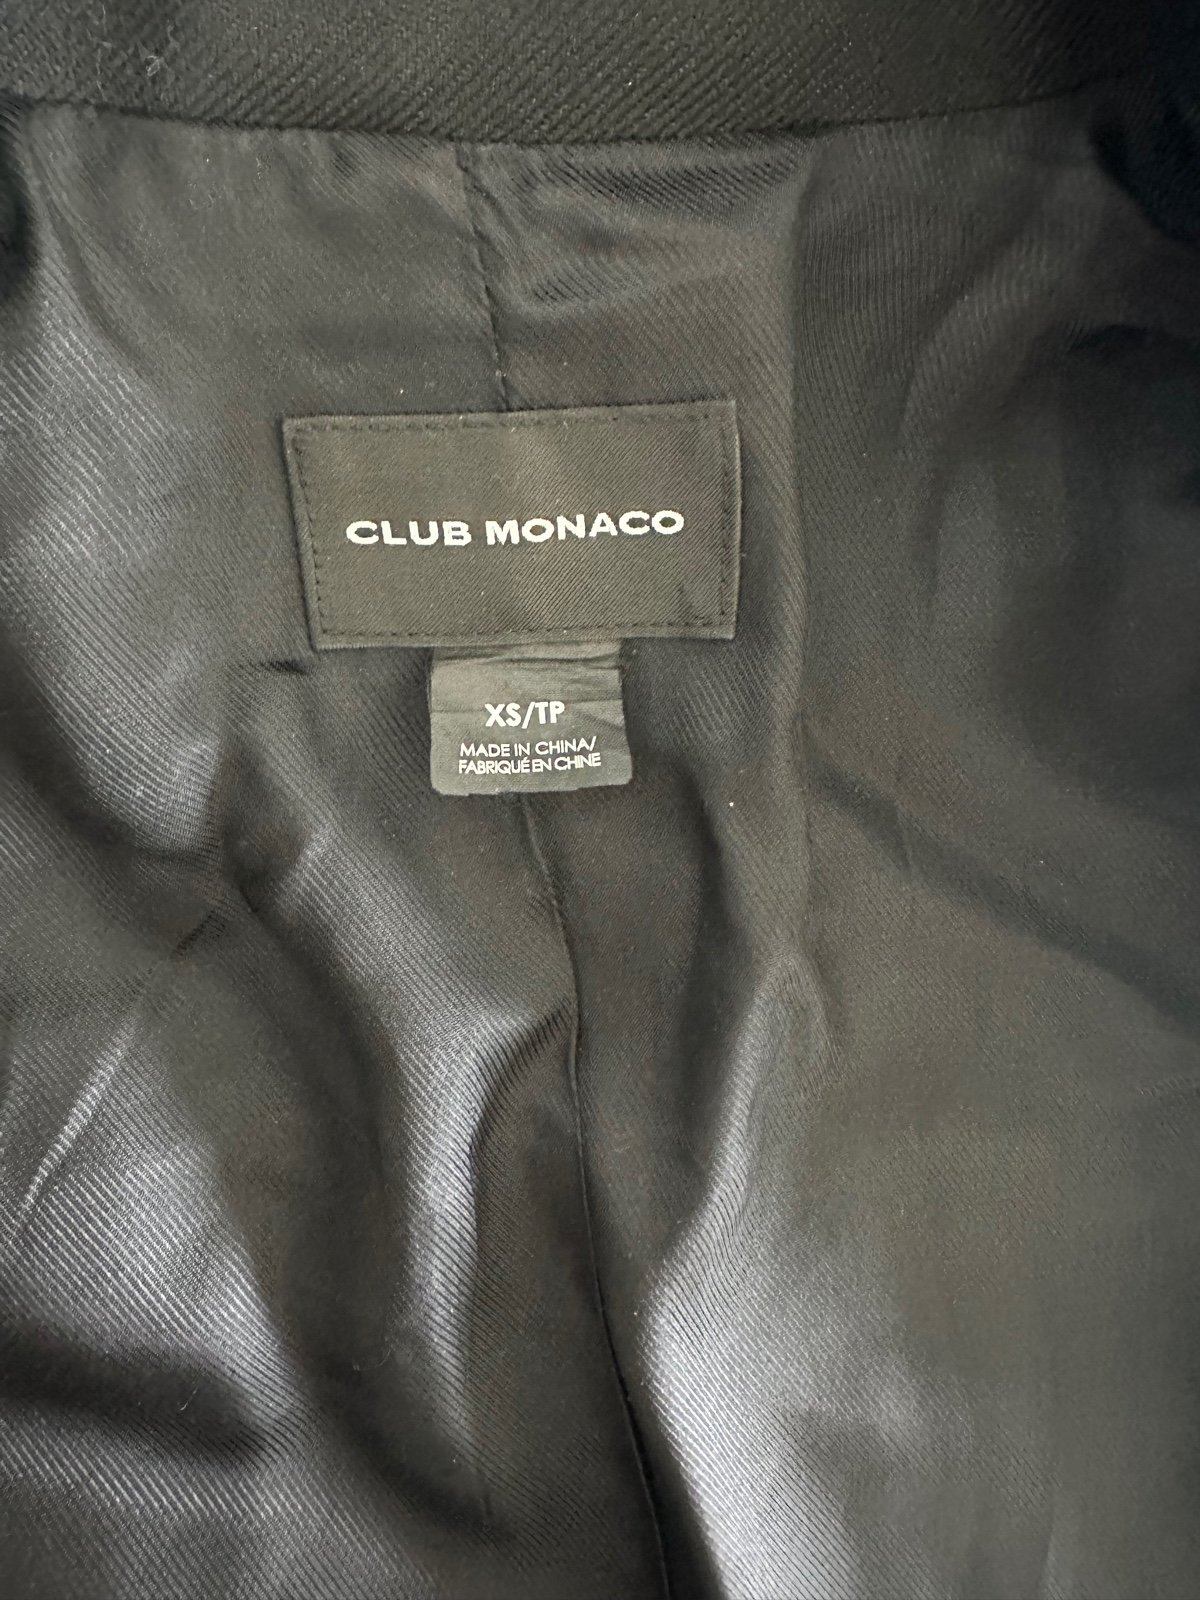 CLUB MONACO
XS/TP
MADE IN CHINA/
FABRIQUÉ EN CHINE